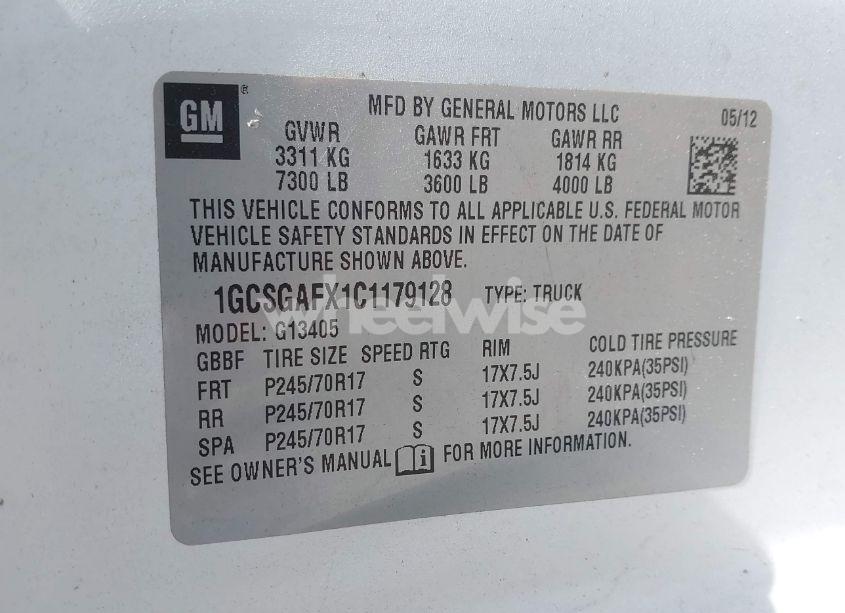 GM
MFD BY GENERAL MOTORS LLC 05/12
GVWR GAWR FRT GAWR RR
3311 KG 1633 KG 1814 KG
7300 LB 3600 LB 4000 LB
THIS VEHICLE CONFORMS TO ALL APPLICABLE U.S. FEDERAL MOTOR
VEHICLE SAFETY STANDARDS IN EFFECT ON THE DATE OF
MANUFACTURE SHOWN ABOVE.
1GCSGAFX1C1179128 TYPE: TRUCK
wheelwise
MODEL: G13405
GBBF TIRE SIZE SPEED RTG RIM COLD TIRE PRESSURE
FRT P245/70R17 S 17X7.5J 240KPA(35PSI)
RR P245/70R17 S 17X7.5J 240KPA(35PSI)
SPA P245/70R17 S 17X7.5J 240KPA(35PSI)
SEE OWNER'S MANUAL i FOR MORE INFORMATION.